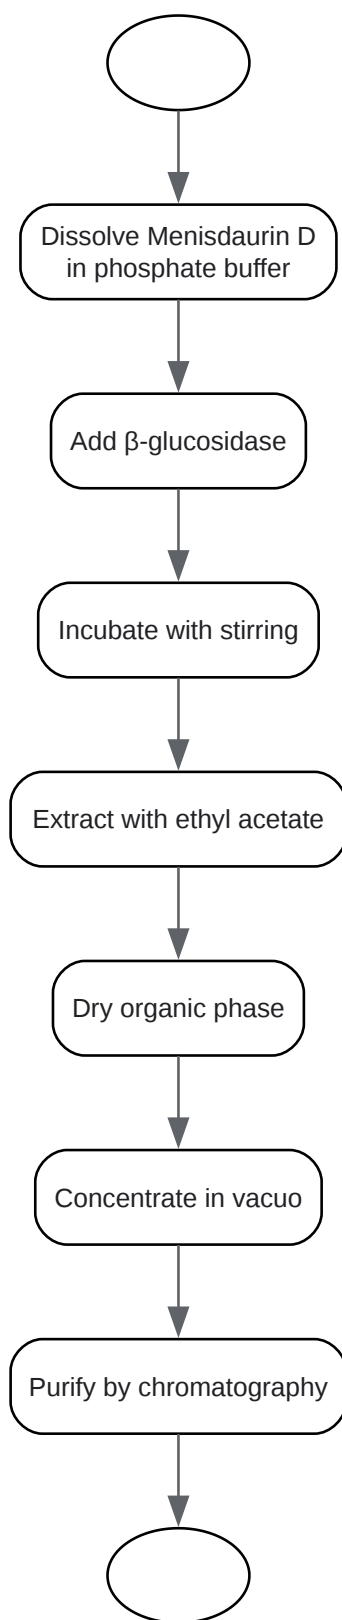 Dissolve Menisdaurin D
in phosphate buffer
Add β-glucosidase
Incubate with stirring
Extract with ethyl acetate
Dry organic phase
Concentrate in vacuo
Purify by chromatography